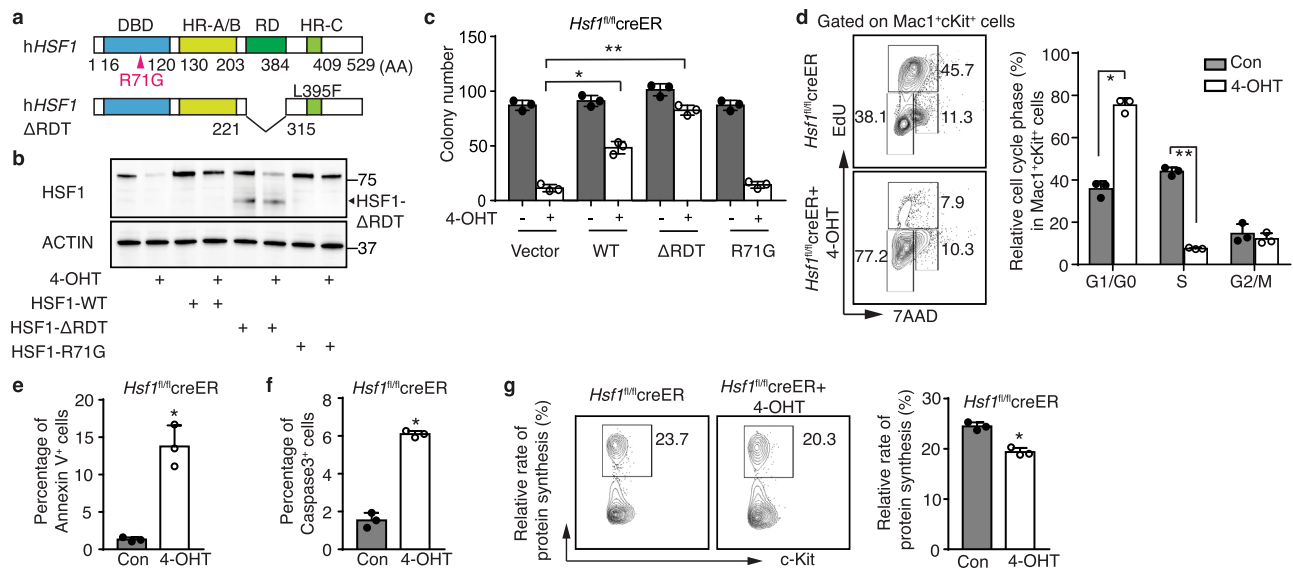 a
DBD HR-A/B RD HR-C
hHSF1
1 16 120 130 203 384 409 529 (AA)
R71G
L395F
hHSF1
ΔRDT
221 315
b
HSF1
75
HSF1-
ΔRDT
ACTIN
37
4-OHT + + + +
HSF1-WT + +
HSF1-ΔRDT + +
HSF1-R71G + +
c
Hsf1fl/flcreER
Colony number
150
100
50
0
**
*
4-OHT - + - + - + - +
Vector WT ΔRDT R71G
d
Gated on Mac1+cKit+ cells
Hsf1fl/flcreER
Hsf1fl/flcreER+
4-OHT
EdU
45.7
38.1 11.3
7.9
77.2 10.3
7AAD
Relative cell cycle phase (%)
in Mac1+cKit+ cells
100
80
60
40
20
0
Con
4-OHT
*
**
G1/G0 S G2/M
e
Hsf1fl/flcreER
Percentage of
Annexin V+ cells
20
15
10
5
0
*
Con 4-OHT
f
Hsf1fl/flcreER
Percentage of
Caspase3+ cells
8
6
4
2
0
*
Con 4-OHT
g
Hsf1fl/flcreER
Hsf1fl/flcreER+
4-OHT
Relative rate of
protein synthesis (%)
23.7
20.3
c-Kit
Hsf1fl/flcreER
Relative rate of
protein synthesis (%)
30
20
10
0
*
Con 4-OHT